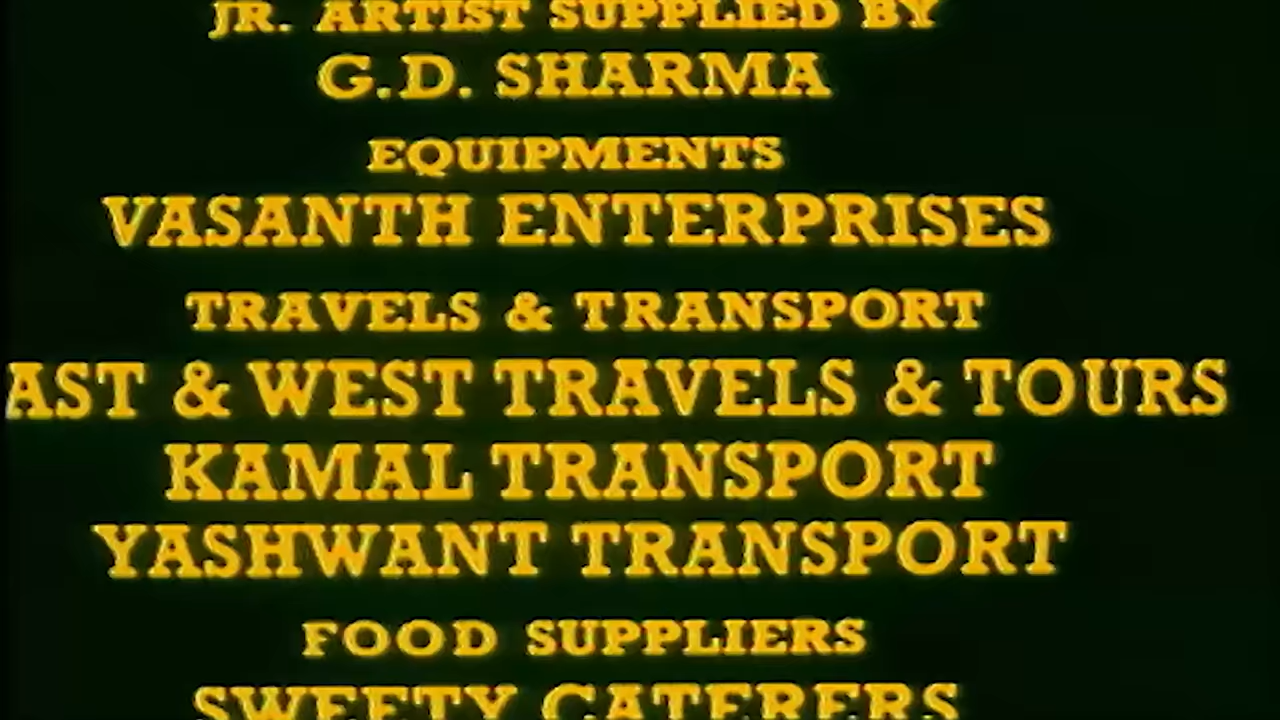 JR. ARTIST SUPPLIED BY
G.D. SHARMA
EQUIPMENTS
VASANTH ENTERPRISES
TRAVELS & TRANSPORT
AST & WEST TRAVELS & TOURS
KAMAL TRANSPORT
YASHWANT TRANSPORT
FOOD SUPPLIERS
SWEETY CATERERS